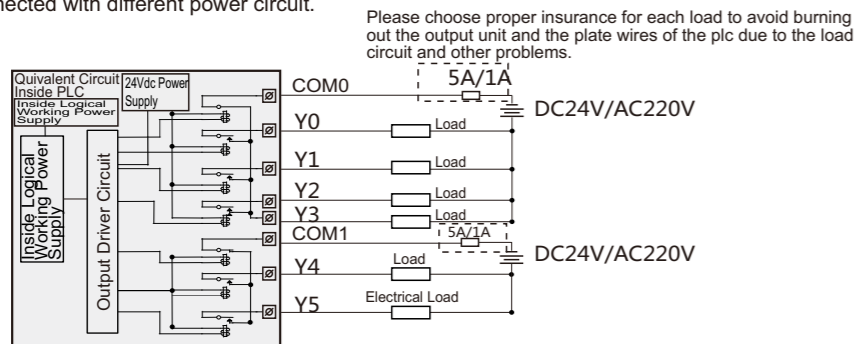 nected with different power circuit.
Please choose proper insurance for each load to avoid burning
out the output unit and the plate wires of the plc due to the load
circuit and other problems.
Quivalent Circuit
Inside PLC
24Vdc Power
Supply
Inside Logical
Working Power
Supply
Inside Logical
Working Power
Supply
Output Driver Circuit
COM0
5A/1A
DC24V/AC220V
Y0
Load
Y1
Load
Y2
Load
Y3
Load
COM1
5A/1A
DC24V/AC220V
Y4
Load
Y5
Electrical Load